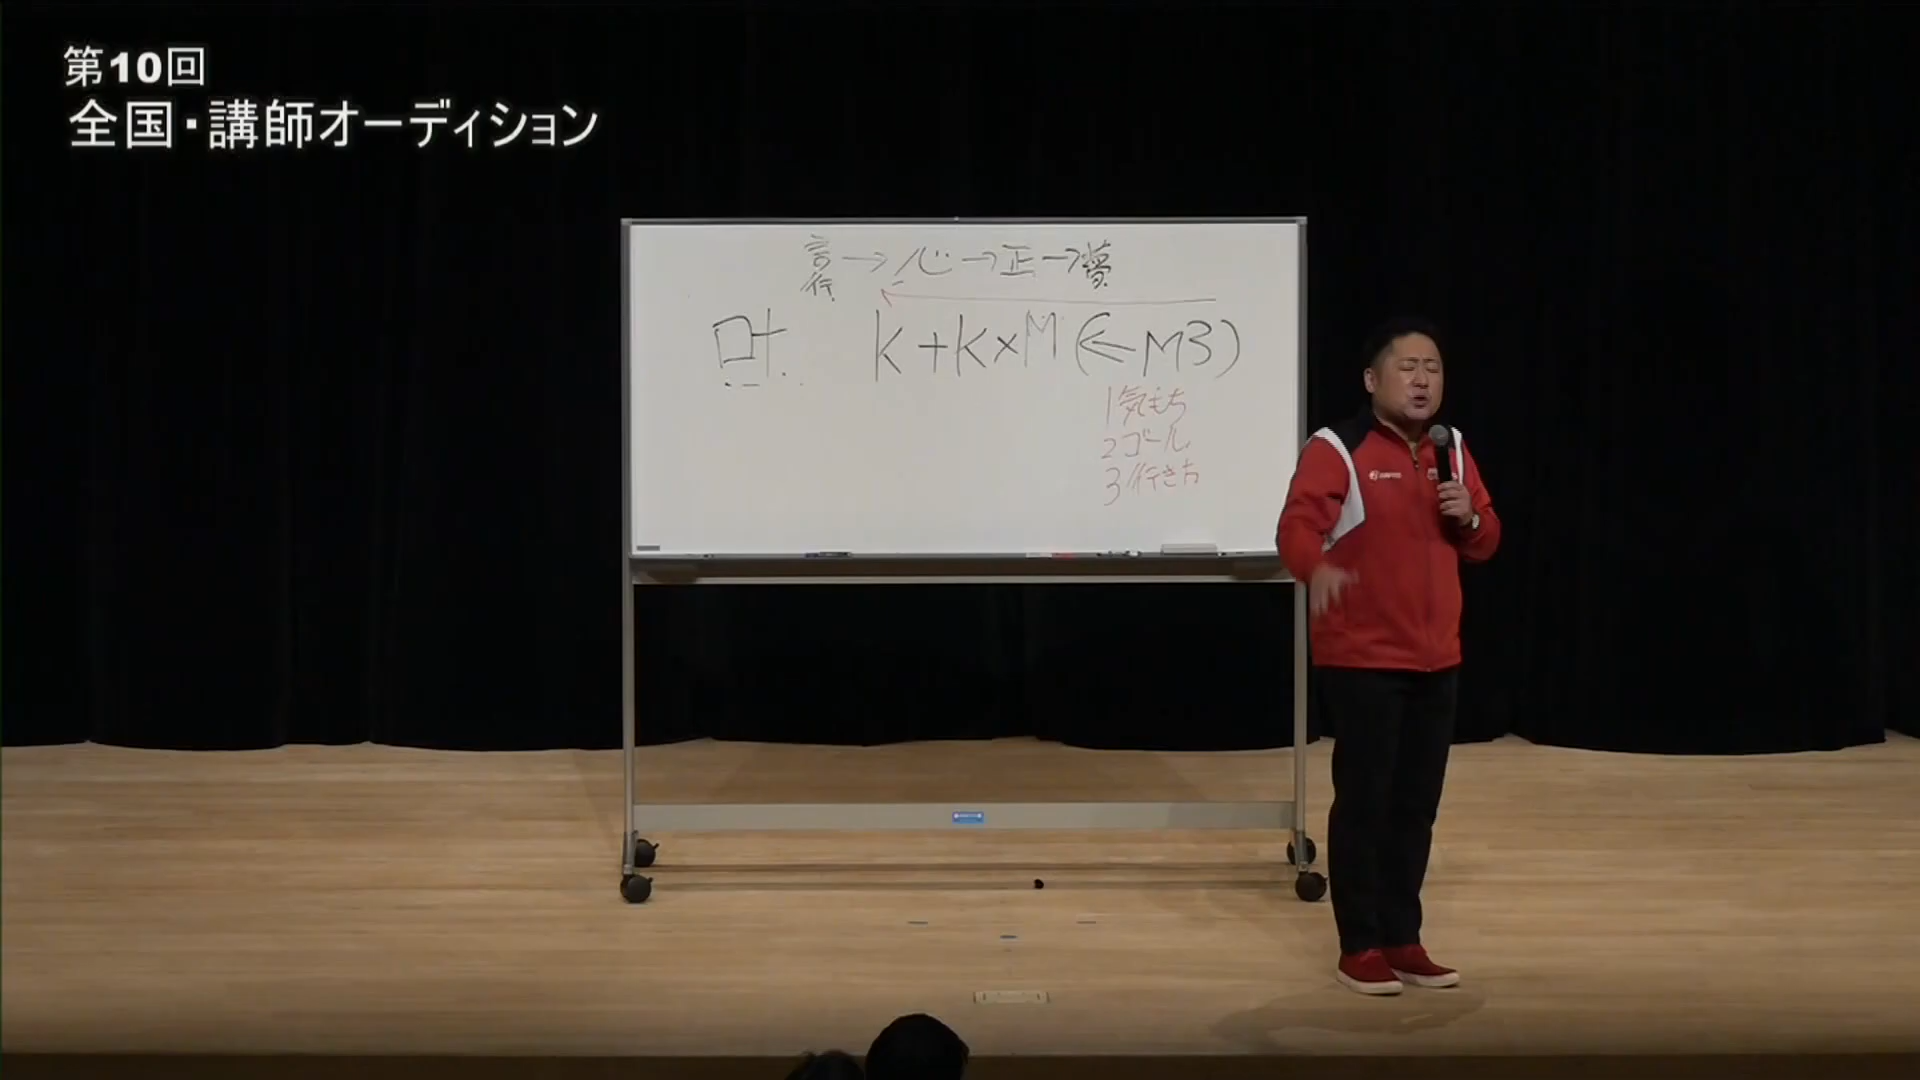 第10回
全国・講師オーディション
言→心→正→夢
行
叶 K+K×M(←M3)
1気もち
2ゴール
3行き方